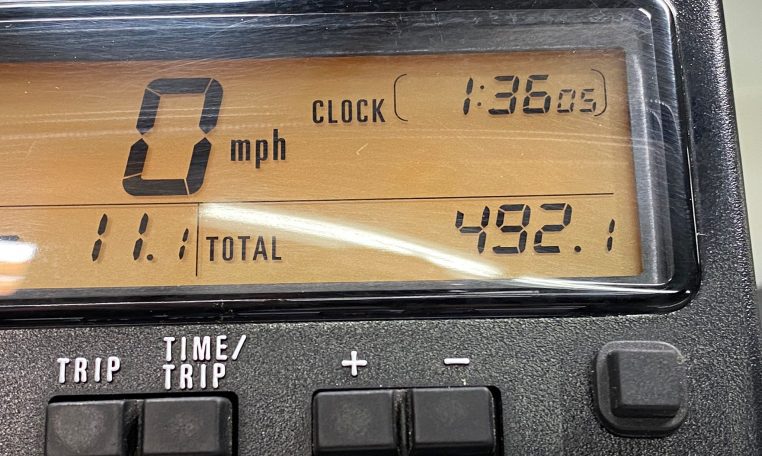 0 mph CLOCK 1:36 05
11.1 TOTAL 492.1
TRIP TIME/ + −
TRIP